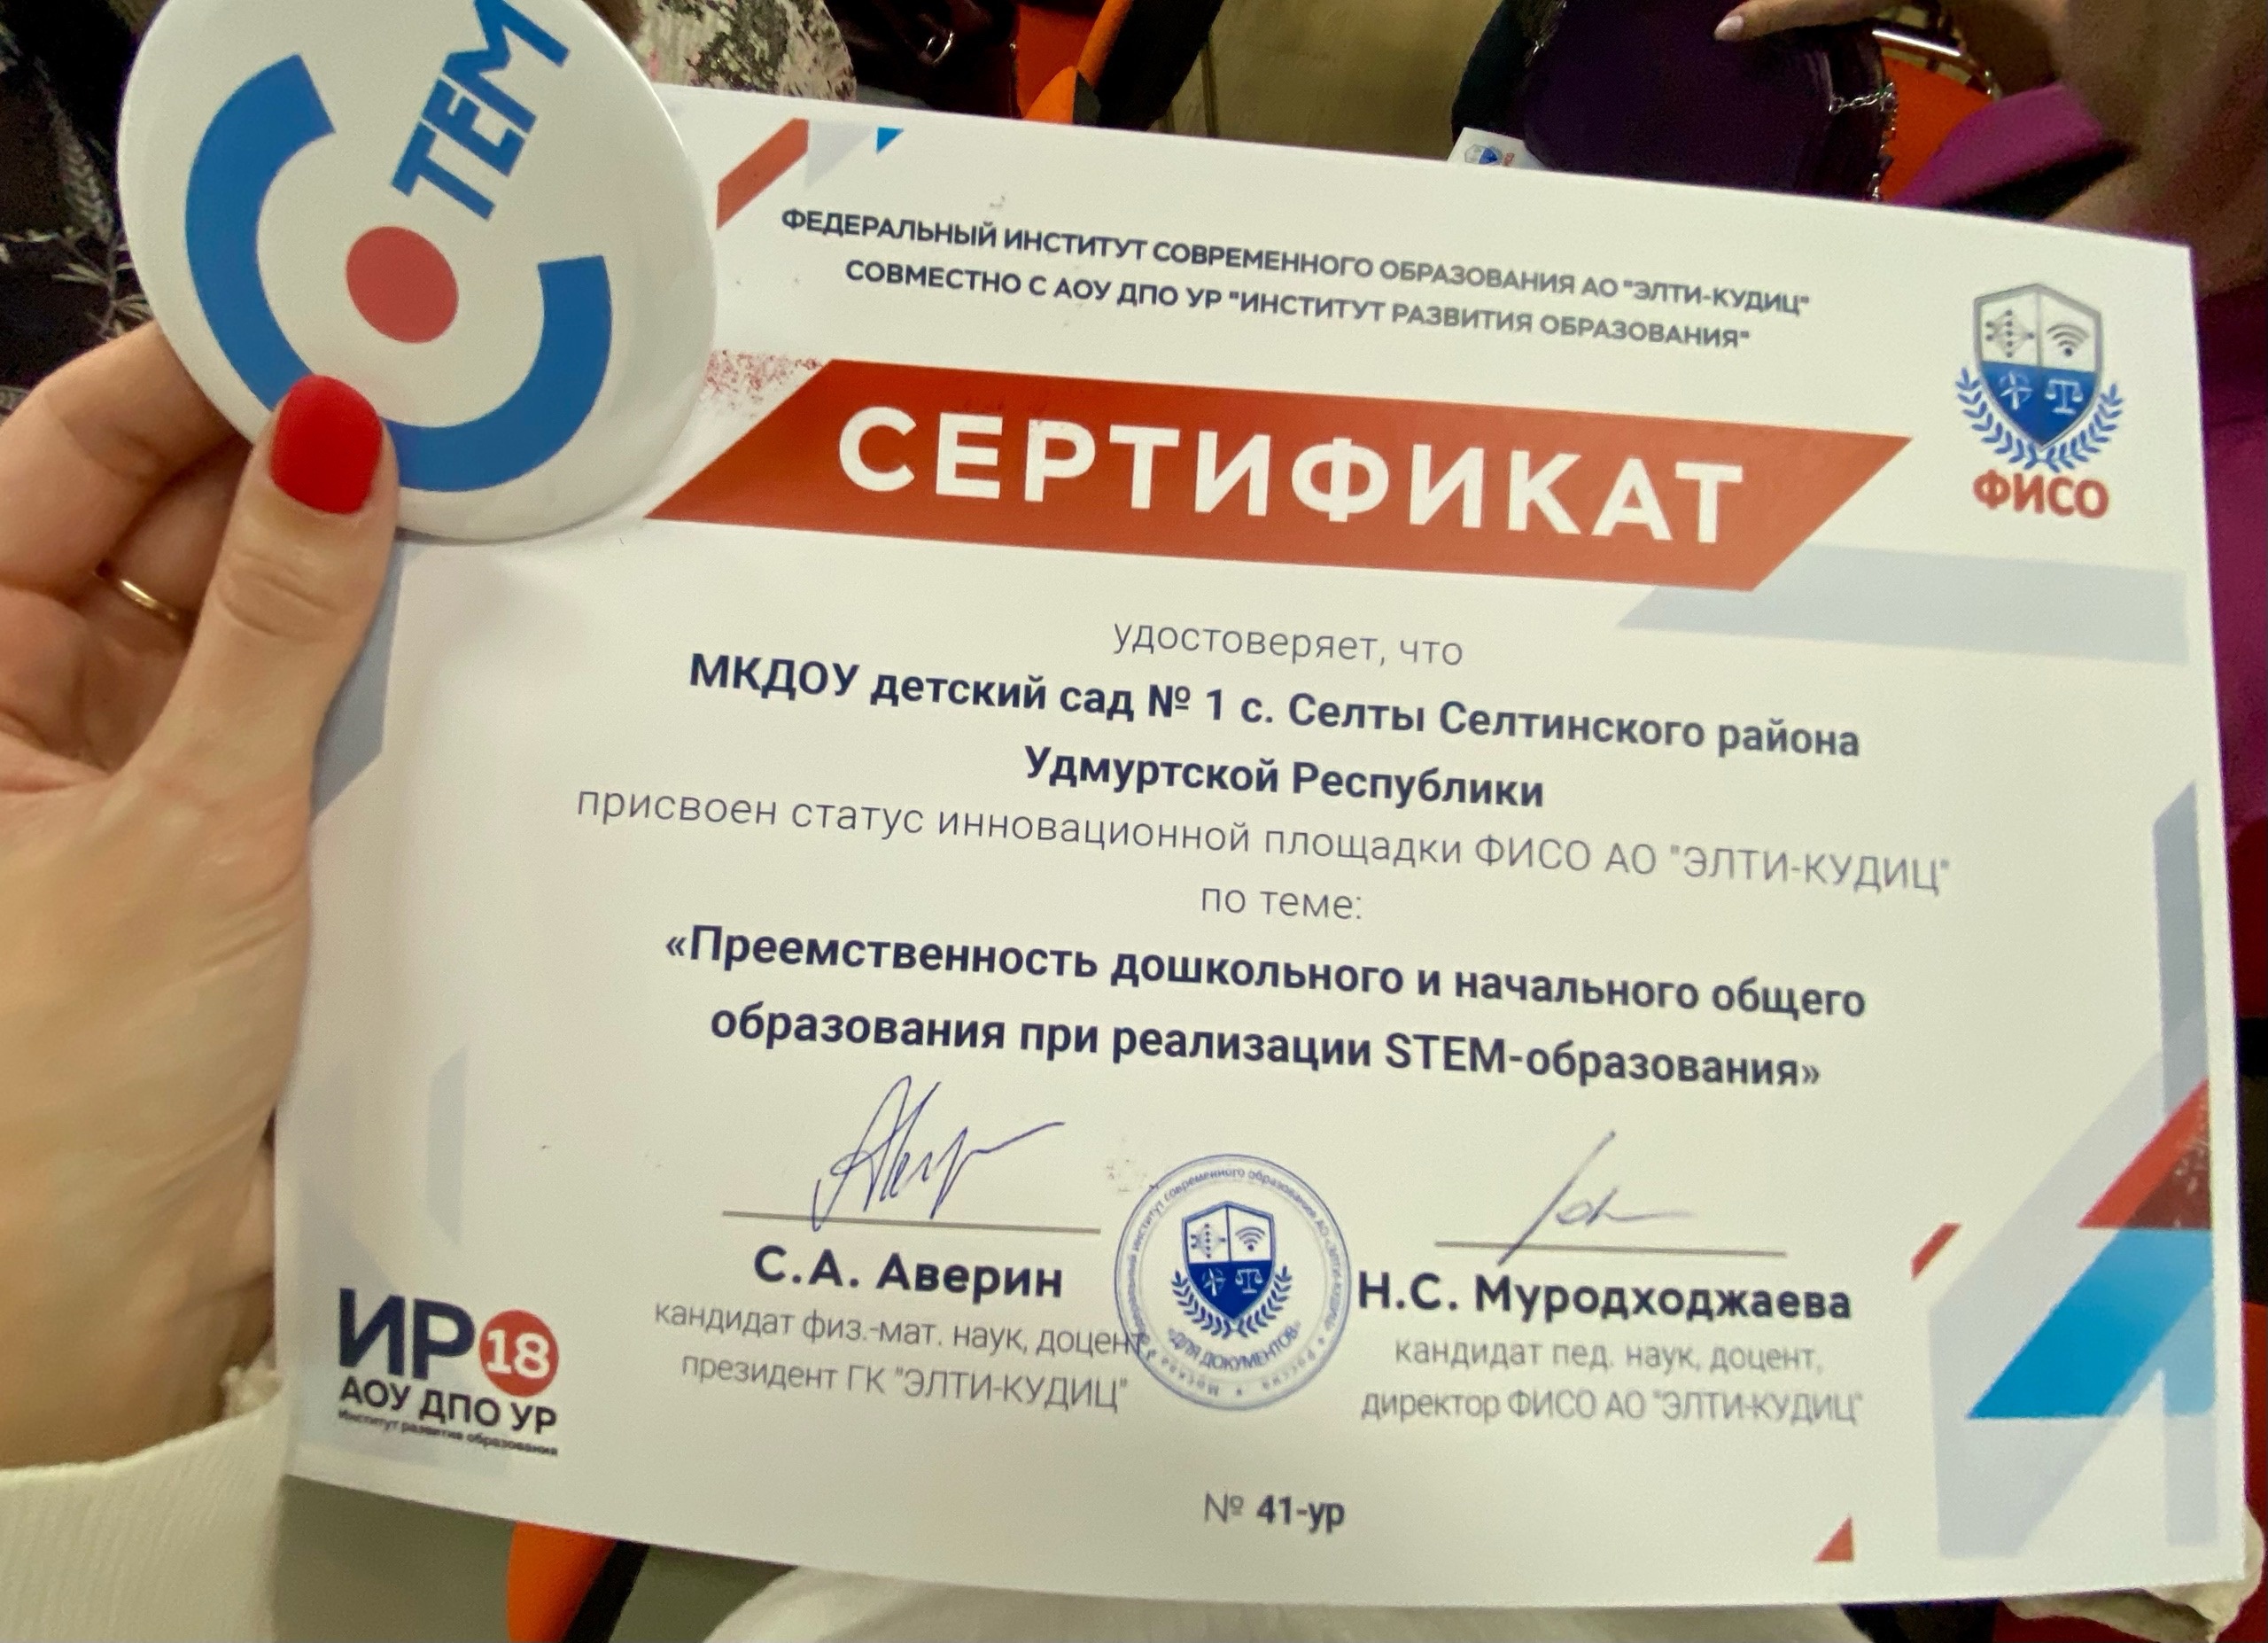 ТЕМ
ФЕДЕРАЛЬНЫЙ ИНСТИТУТ СОВРЕМЕННОГО ОБРАЗОВАНИЯ АО "ЭЛТИ-КУДИЦ"
СОВМЕСТНО С АОУ ДПО УР "ИНСТИТУТ РАЗВИТИЯ ОБРАЗОВАНИЯ"
ФИСО
СЕРТИФИКАТ
удостоверяет, что
МКДОУ детский сад № 1 с. Селты Селтинского района
Удмуртской Республики
присвоен статус инновационной площадки ФИСО АО "ЭЛТИ-КУДИЦ"
по теме:
«Преемственность дошкольного и начального общего
образования при реализации STEM-образования»
С.А. Аверин
кандидат физ.-мат. наук, доцент,
президент ГК "ЭЛТИ-КУДИЦ"
«ДЛЯ ДОКУМЕНТОВ»
Н.С. Муродходжаева
кандидат пед. наук, доцент,
директор ФИСО АО "ЭЛТИ-КУДИЦ"
ИРО18
АОУ ДПО УР
Институт развития образования
№ 41-ур